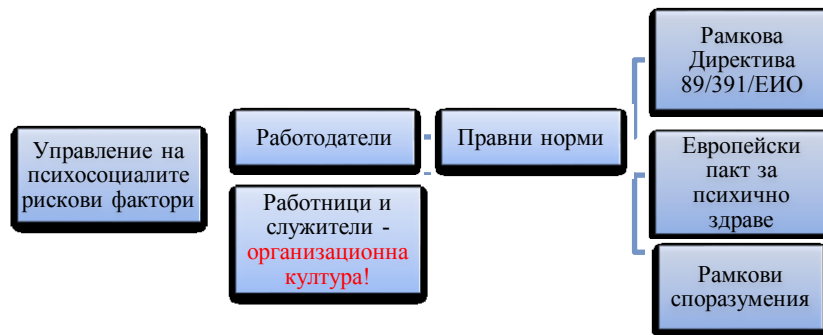 Управление на
психосоциалите
рискови фактори
Работодатели
Работници и
служители -
организационна
култура!
Правни норми
Рамкова
Директива
89/391/ЕИО
Европейски
пакт за
психично
здраве
Рамкови
споразумения